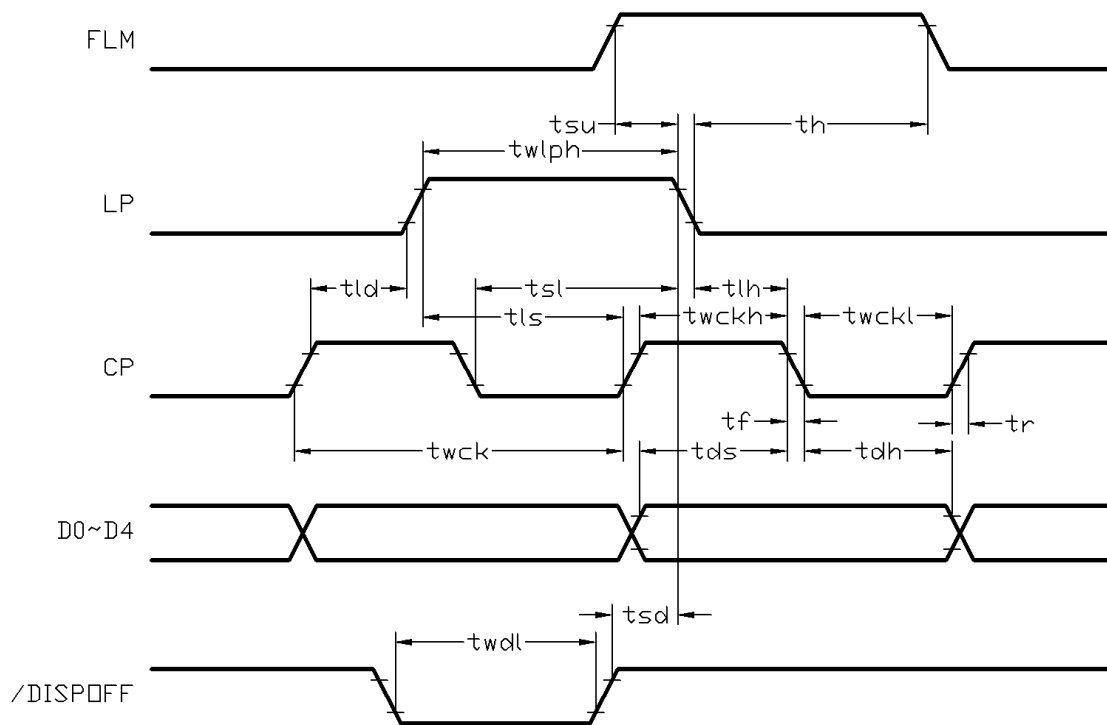 FLM
tsu
th
twlph
LP
tld
tsl
tlh
tls
twckh
twckl
CP
tf
tr
twck
tds
tdh
D0~D4
tsd
twdl
/DISPOFF